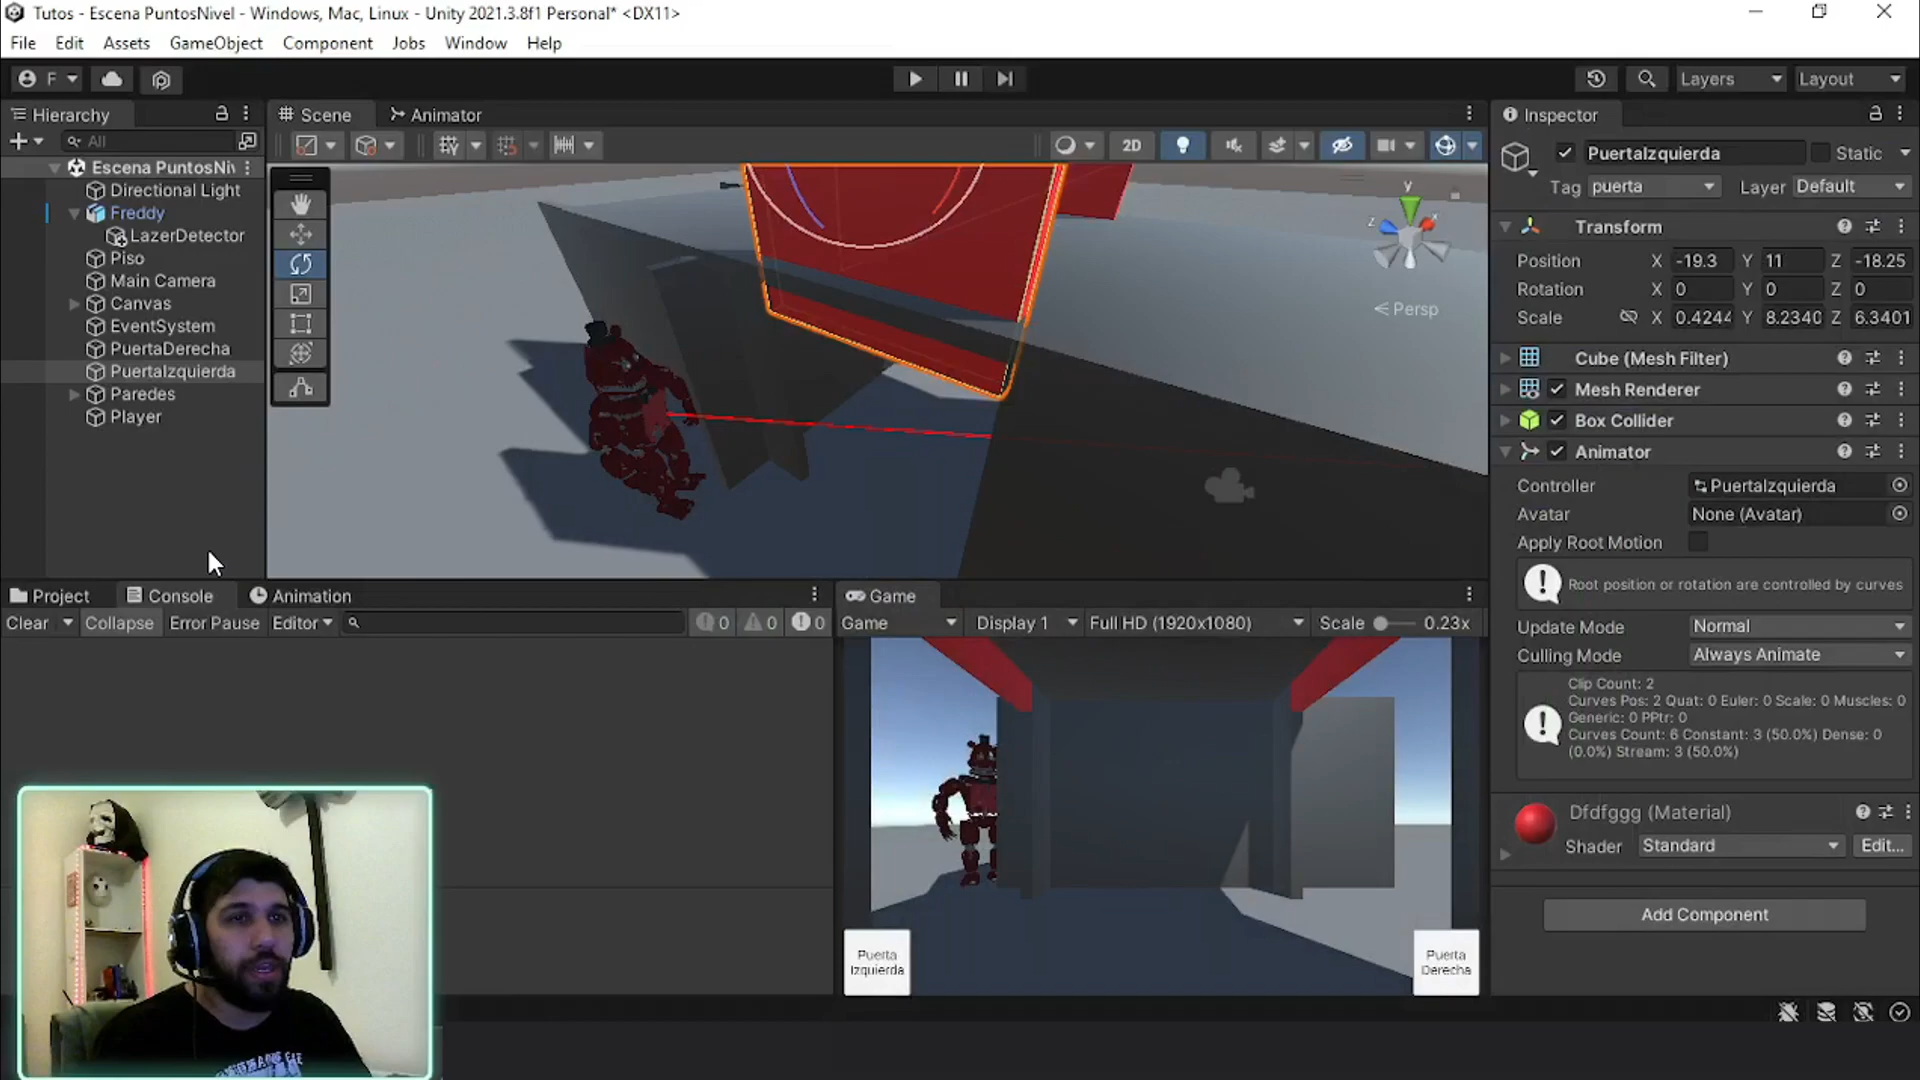 Tutos - Escena PuntosNivel - Windows, Mac, Linux - Unity 2021.3.8f1 Personal* <DX11>
File Edit Assets GameObject Component Jobs Window Help
F Layers Layout
Hierarchy
All
Escena PuntosNiv
Directional Light
Freddy
LazerDetector
Piso
Main Camera
Canvas
EventSystem
PuertaDerecha
PuertaIzquierda
Paredes
Player
Scene Animator
2D
y
x
z
Persp
Inspector
PuertaIzquierda Static
Tag puerta Layer Default
Transform
Position X -19.3 Y 11 Z -18.25
Rotation X 0 Y 0 Z 0
Scale X 0.4244 Y 8.2340 Z 6.3401
Cube (Mesh Filter)
Mesh Renderer
Box Collider
Animator
Controller PuertaIzquierda
Avatar None (Avatar)
Apply Root Motion
Root position or rotation are controlled by curves
Update Mode Normal
Culling Mode Always Animate
Clip Count: 2
Curves Pos: 2 Quat: 0 Euler: 0 Scale: 0 Muscles: 0
Generic: 0 PPtr: 0
Curves Count: 6 Constant: 3 (50.0%) Dense: 0
(0.0%) Stream: 3 (50.0%)
Dfdfggg (Material)
Shader Standard Edit...
Add Component
Project Console Animation
Clear Collapse Error Pause Editor 0 0 0
Game
Game Display 1 Full HD (1920x1080) Scale 0.23x
Puerta
Izquierda
Puerta
Derecha